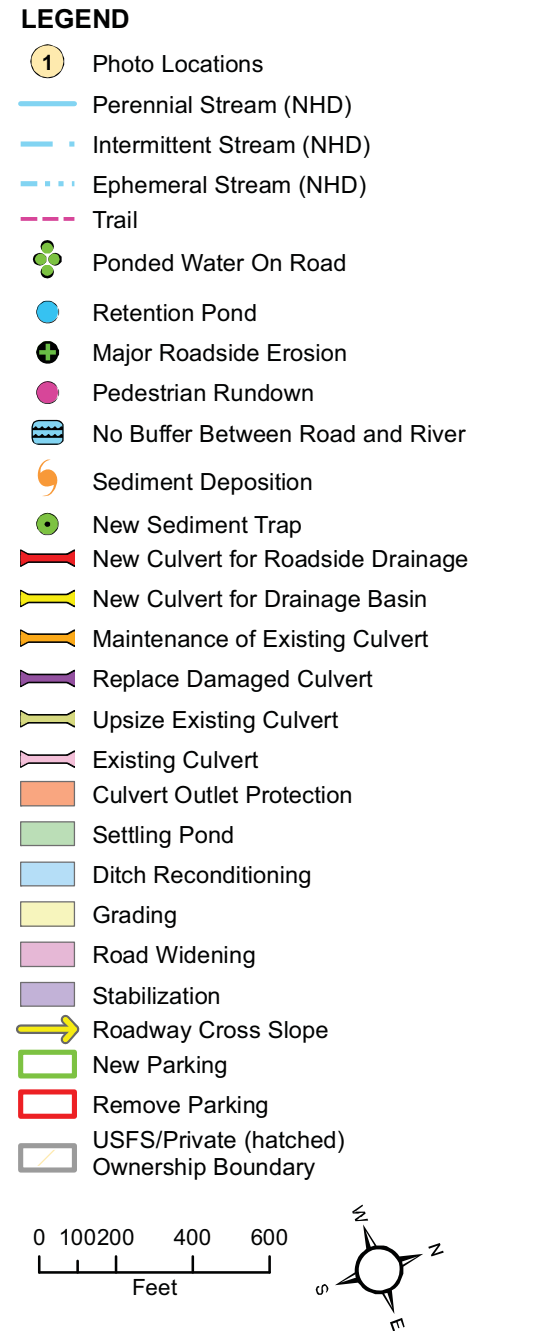 LEGEND
1 Photo Locations
Perennial Stream (NHD)
Intermittent Stream (NHD)
Ephemeral Stream (NHD)
Trail
Ponded Water On Road
Retention Pond
Major Roadside Erosion
Pedestrian Rundown
No Buffer Between Road and River
Sediment Deposition
New Sediment Trap
New Culvert for Roadside Drainage
New Culvert for Drainage Basin
Maintenance of Existing Culvert
Replace Damaged Culvert
Upsize Existing Culvert
Existing Culvert
Culvert Outlet Protection
Settling Pond
Ditch Reconditioning
Grading
Road Widening
Stabilization
Roadway Cross Slope
New Parking
Remove Parking
USFS/Private (hatched)
Ownership Boundary
0 100 200 400 600
Feet
W
N
S
E